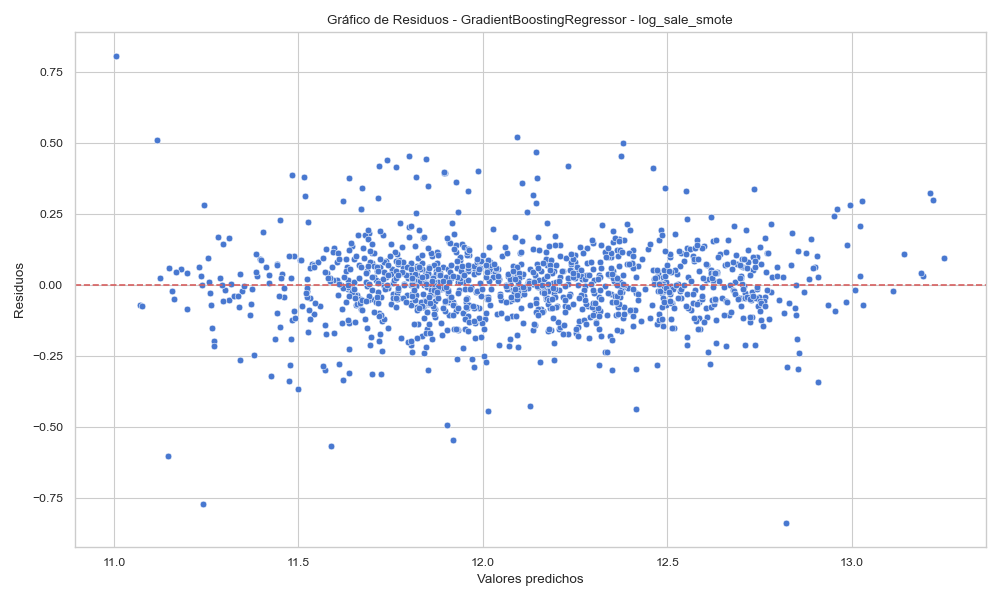 Gráfico de Residuos - GradientBoostingRegressor - log_sale_smote
Residuos
0.75
0.50
0.25
0.00
−0.25
−0.50
−0.75
11.0 11.5 12.0 12.5 13.0
Valores predichos